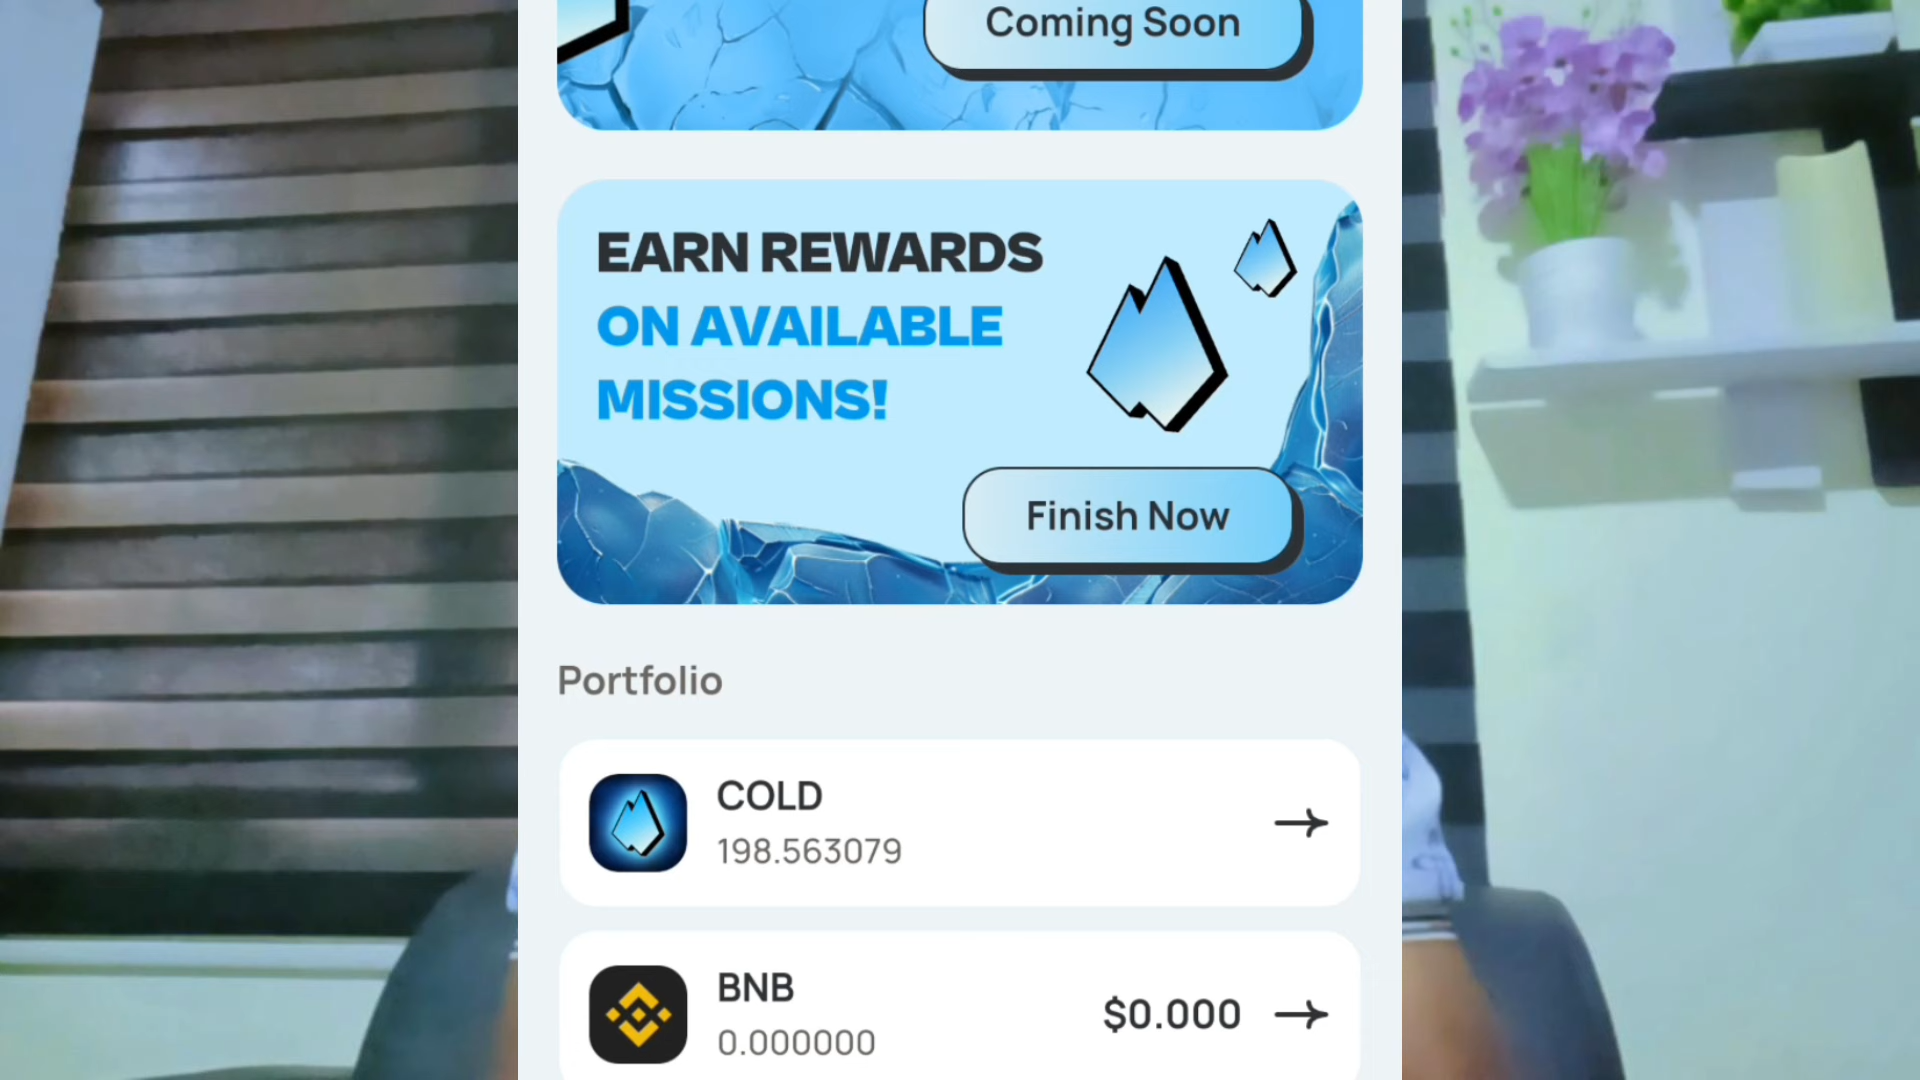 Coming Soon
EARN REWARDS
ON AVAILABLE
MISSIONS!
Finish Now
Portfolio
COLD
198.563079
BNB
$0.000
0.000000